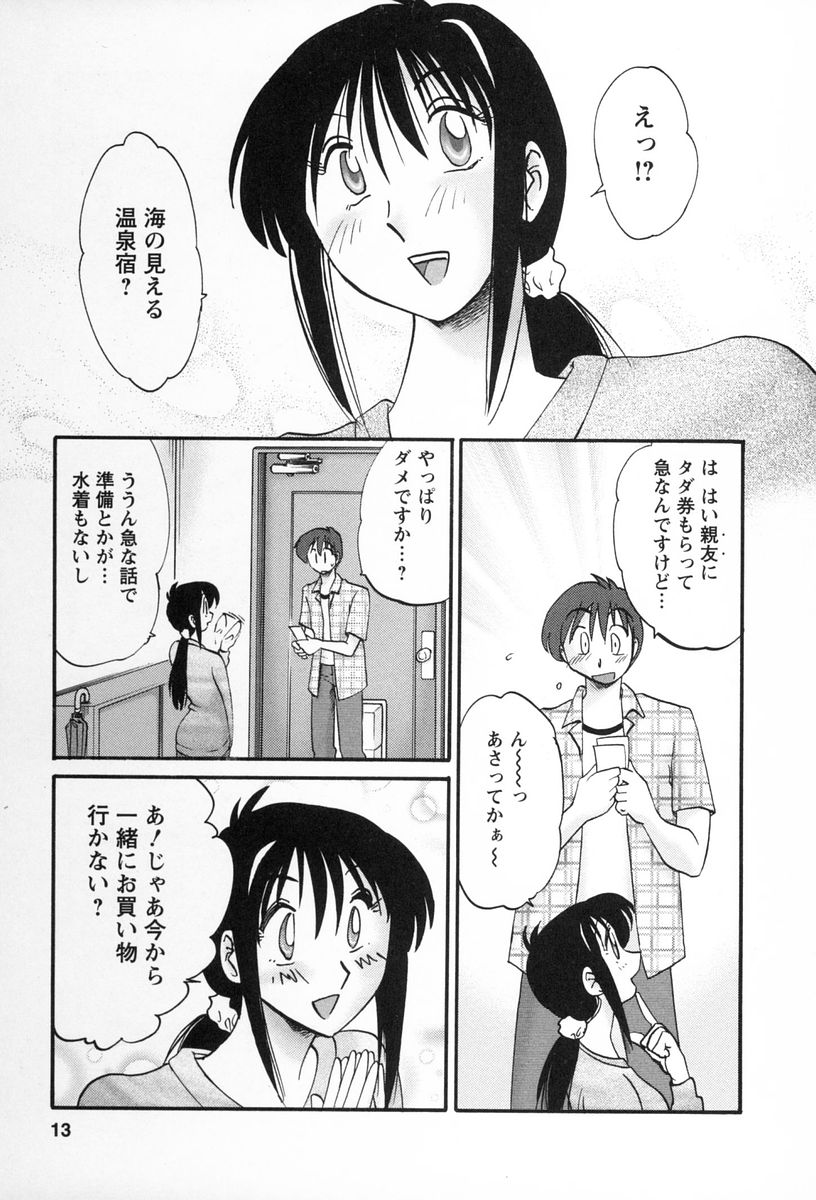 えっ!?
海の見える
温泉宿?
は はい親友に
タダ券もらって
急なんですけど…
ん〜〜〜っ
あさってかぁ〜
やっぱり
ダメですか…?
ううん急な話で
準備とかが…
水着もないし
あ!じゃあ今から
一緒にお買い物
行かない?
13